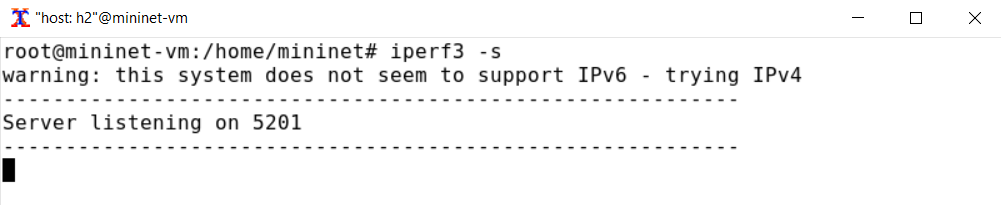 "host: h2"@mininet-vm
root@mininet-vm:/home/mininet# iperf3 -s
warning: this system does not seem to support IPv6 - trying IPv4
-----------------------------------------------------------
Server listening on 5201
-----------------------------------------------------------